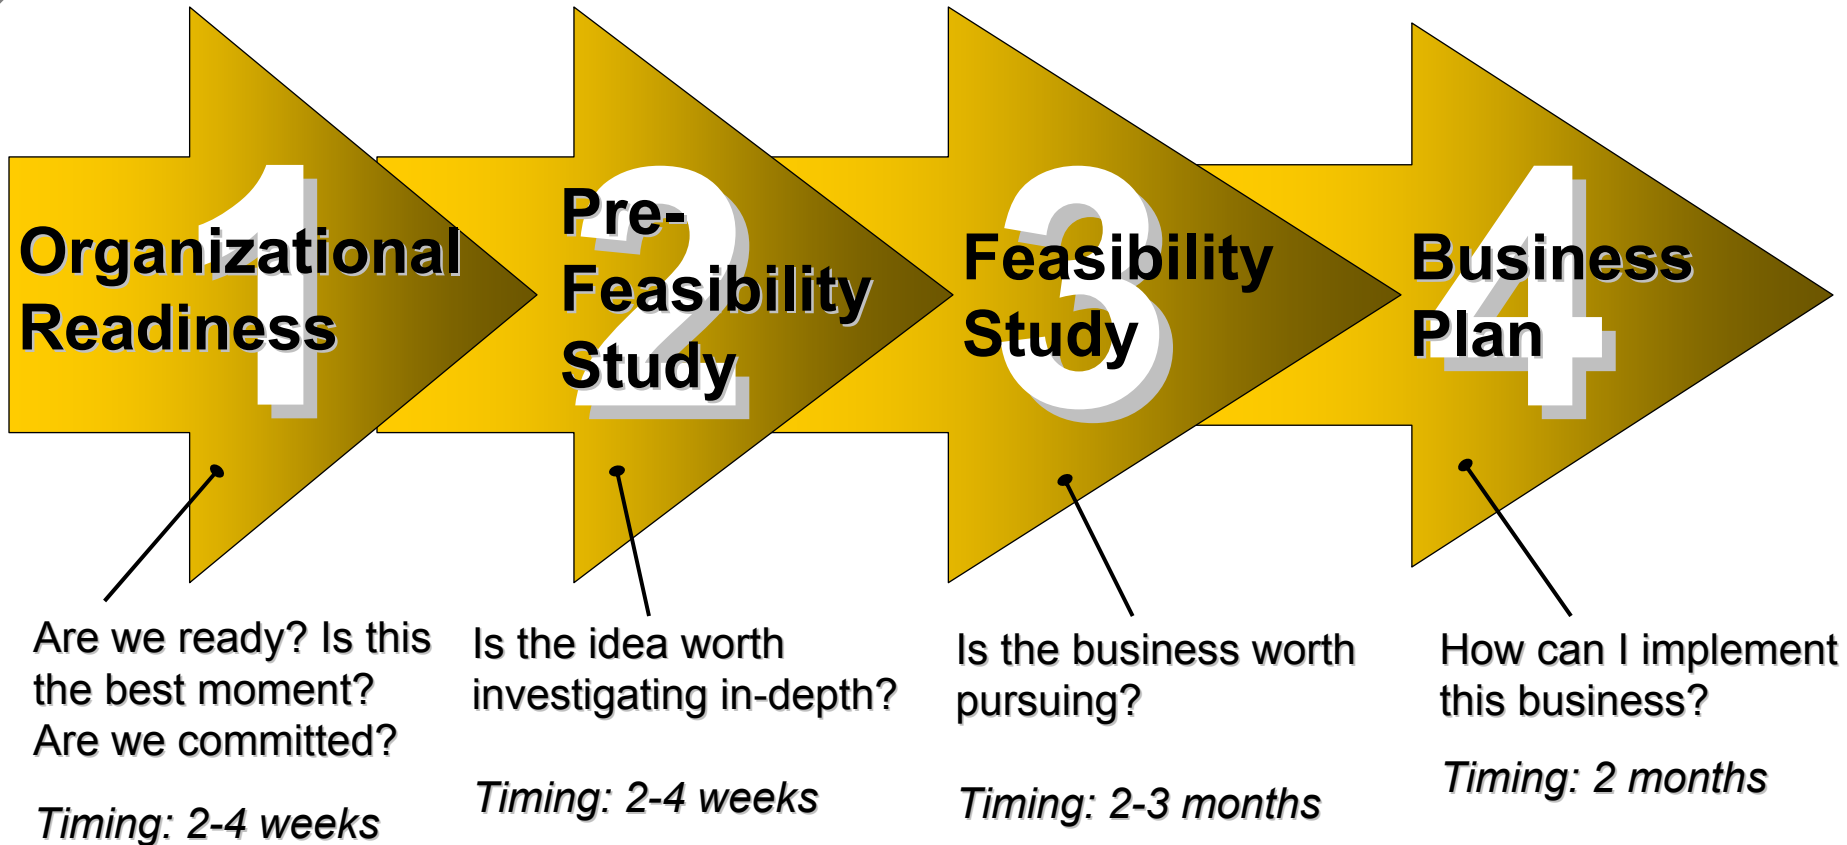 1
Organizational
Readiness
2
Pre-
Feasibility
Study
3
Feasibility
Study
4
Business
Plan
Are we ready? Is this
the best moment?
Are we committed?
Timing: 2-4 weeks
Is the idea worth
investigating in-depth?
Timing: 2-4 weeks
Is the business worth
pursuing?
Timing: 2-3 months
How can I implement
this business?
Timing: 2 months